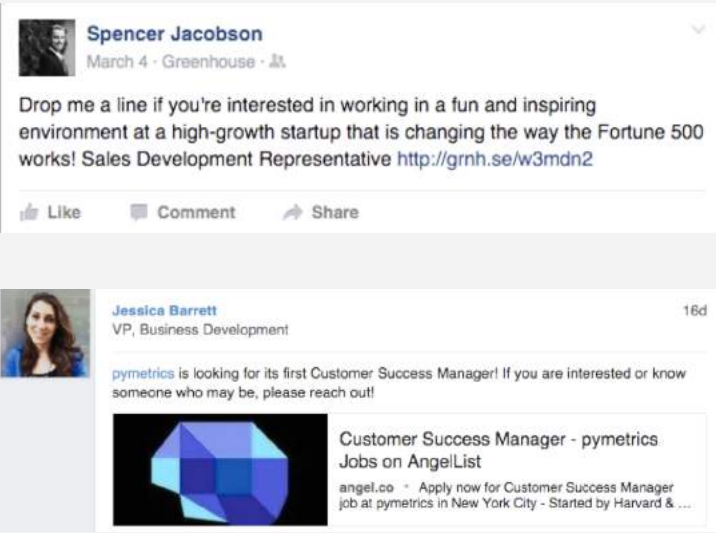 Spencer Jacobson
March 4 · Greenhouse ·
Drop me a line if you're interested in working in a fun and inspiring
environment at a high-growth startup that is changing the way the Fortune 500
works! Sales Development Representative http://grnh.se/w3mdn2
Like Comment Share
Jessica Barrett 16d
VP, Business Development
pymetrics is looking for its first Customer Success Manager! If you are interested or know
someone who may be, please reach out!
Customer Success Manager - pymetrics
Jobs on AngelList
angel.co • Apply now for Customer Success Manager
job at pymetrics in New York City - Started by Harvard & ...